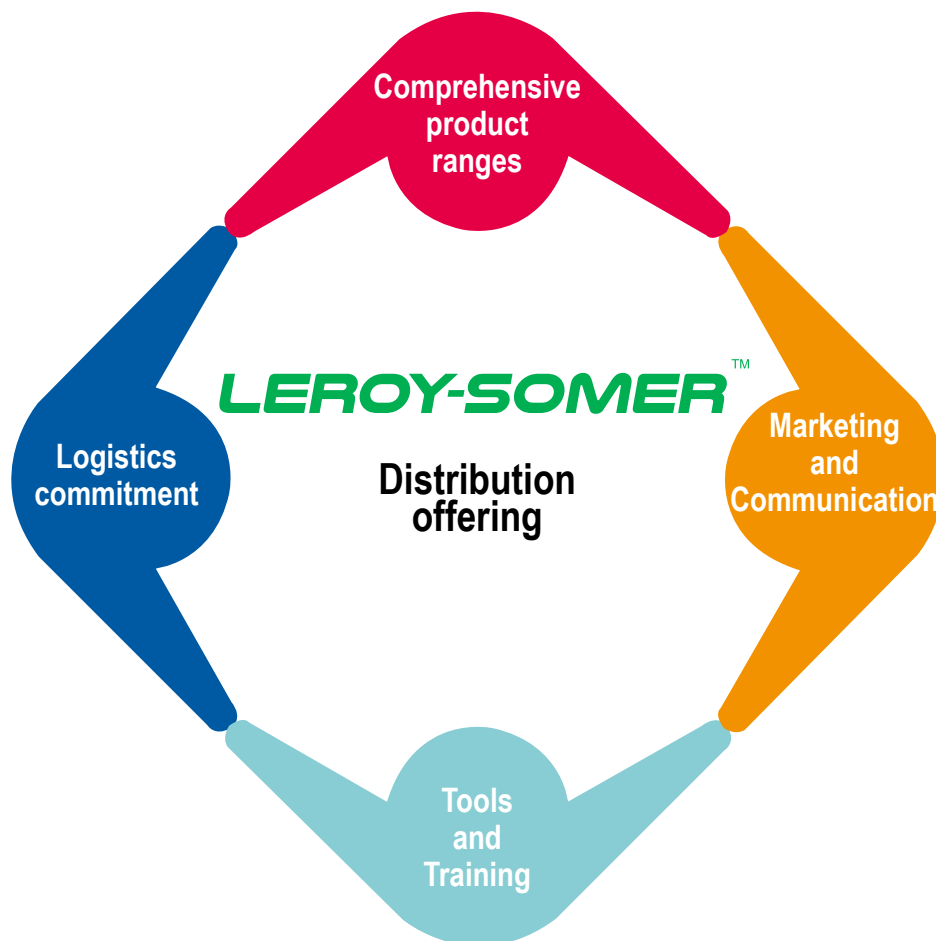 Comprehensive
product
ranges
LEROY-SOMER™
Distribution
offering
Logistics
commitment
Marketing
and
Communication
Tools
and
Training